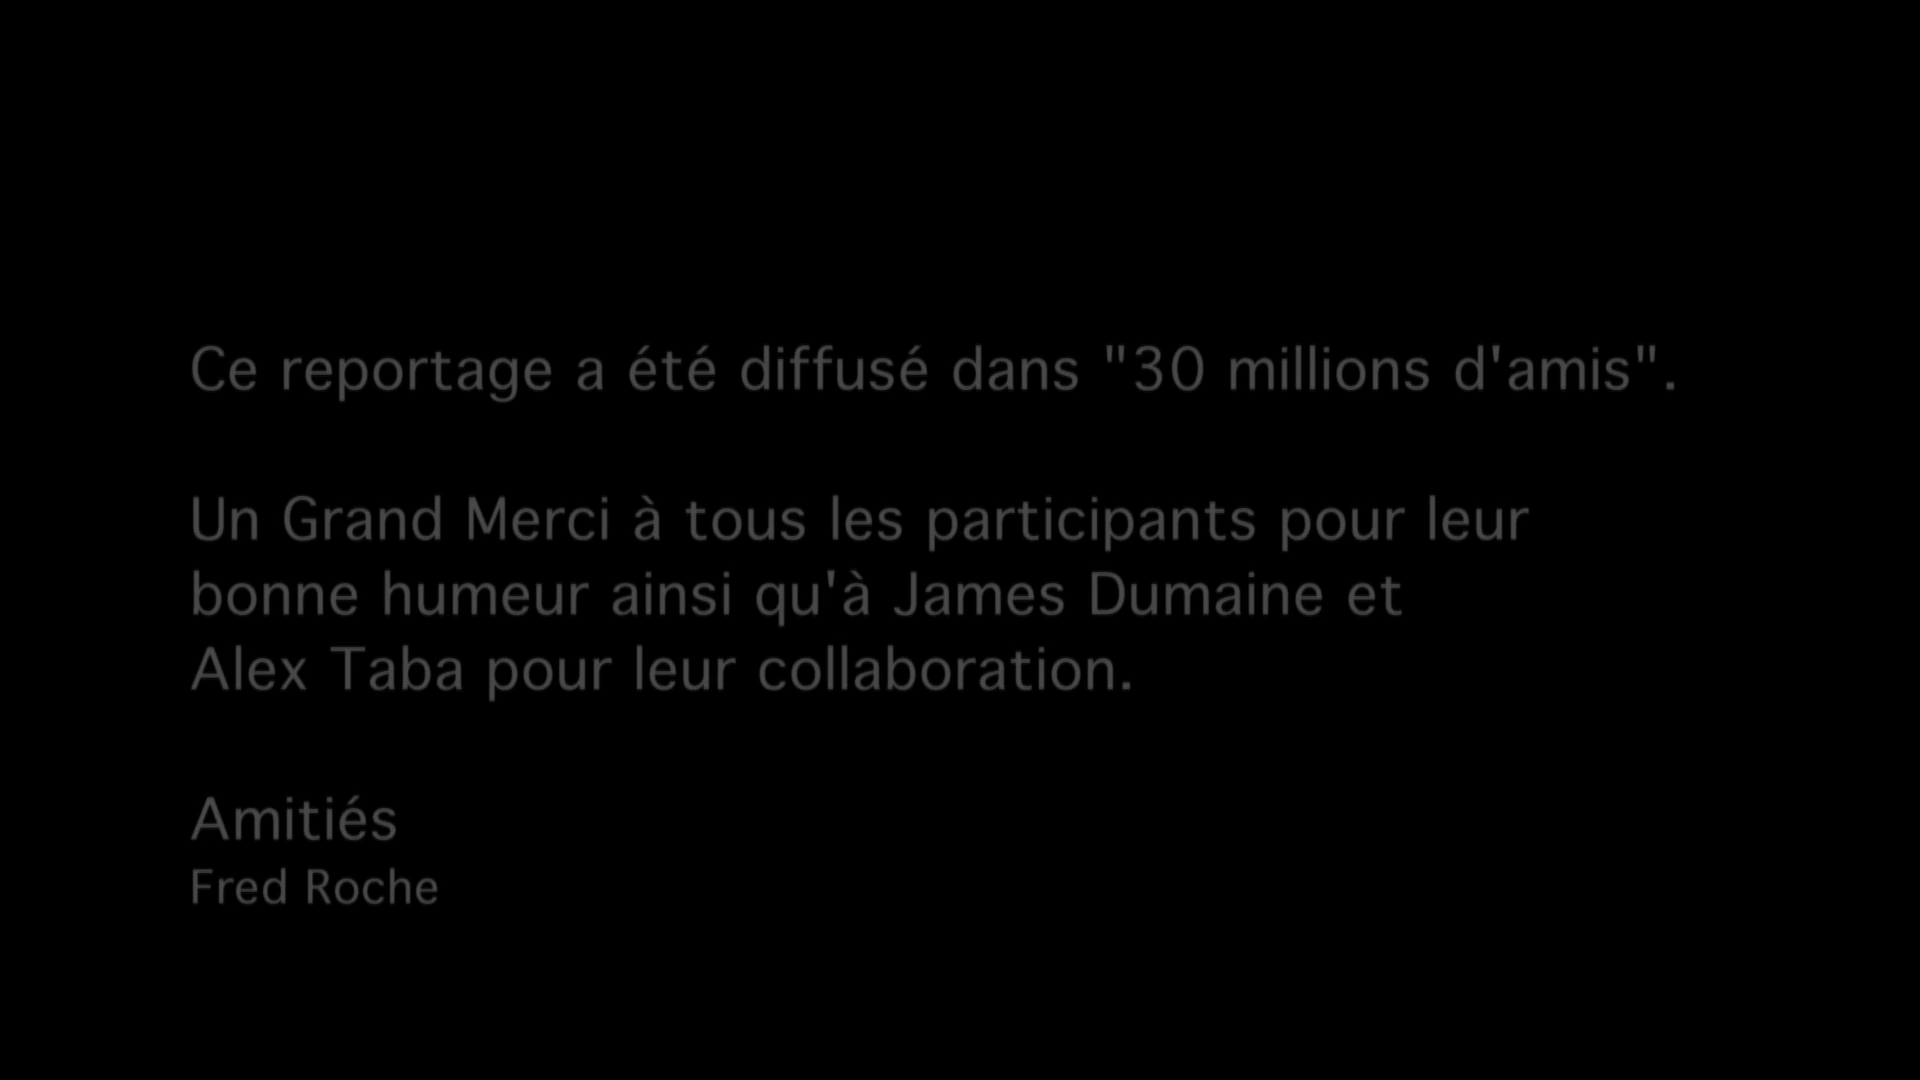 Ce reportage a été diffusé dans "30 millions d'amis".
Un Grand Merci à tous les participants pour leur
bonne humeur ainsi qu'à James Dumaine et
Alex Taba pour leur collaboration.
Amitiés
Fred Roche